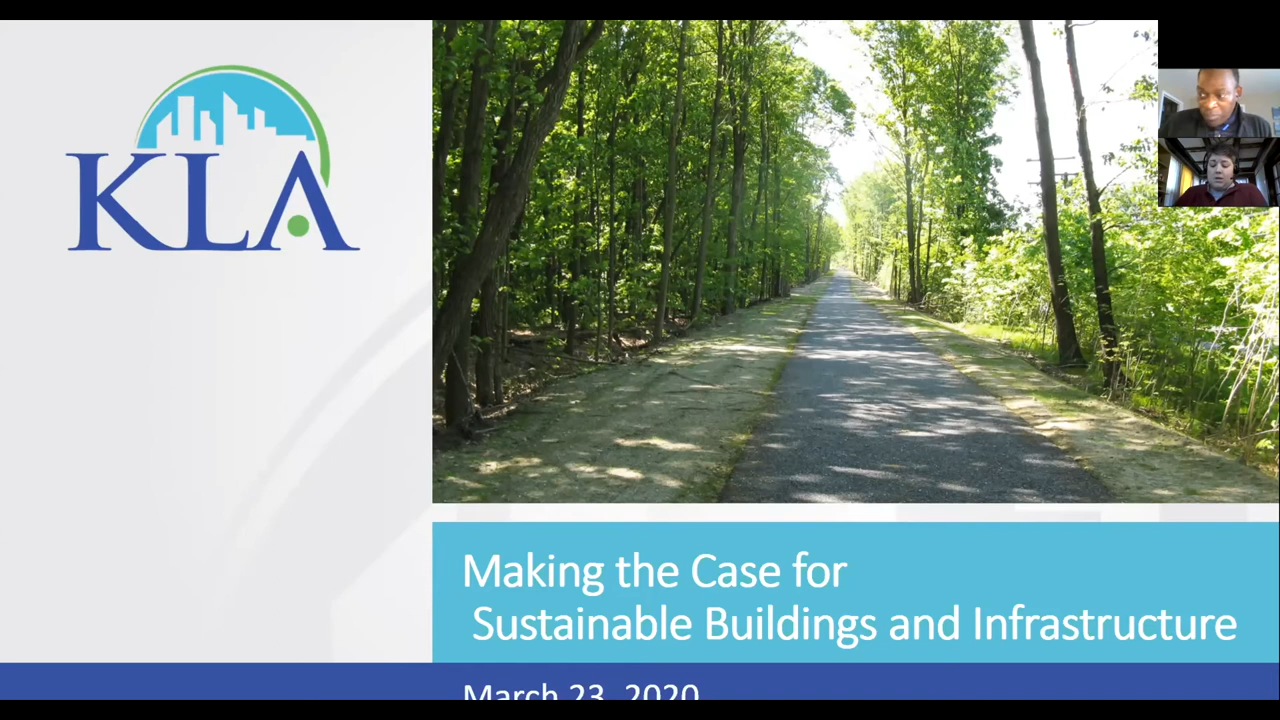 KLA
Making the Case for
Sustainable Buildings and Infrastructure
March 23, 2020